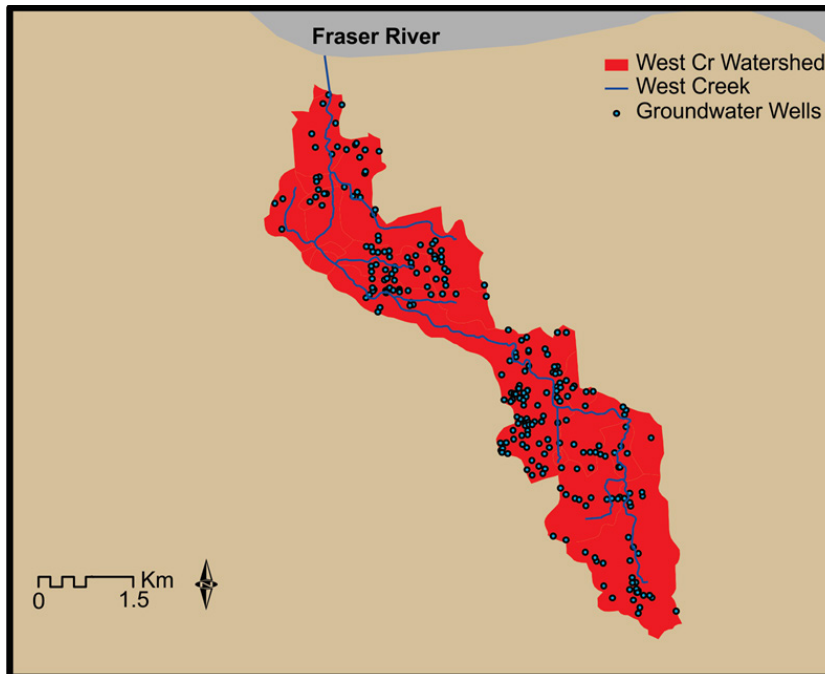 Fraser River
West Cr Watershed
West Creek
Groundwater Wells
Km
0 1.5